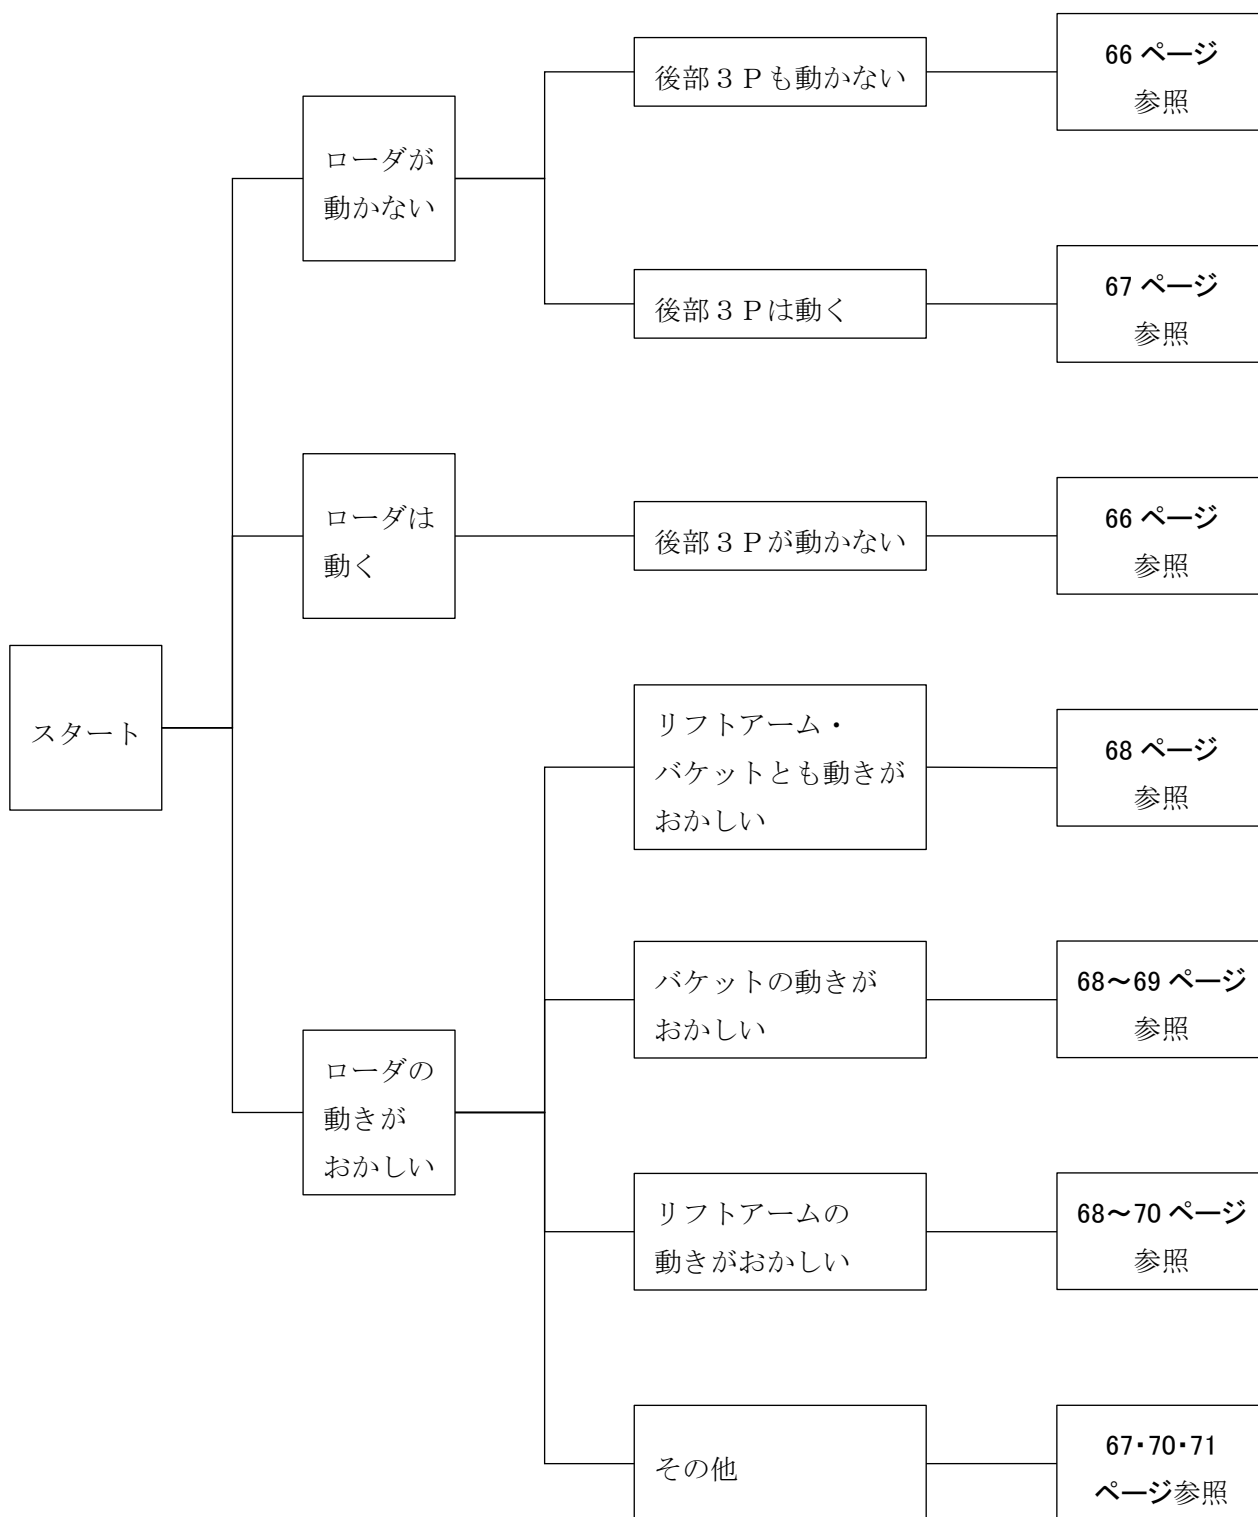 スタート
ローダが
動かない
後部３Ｐも動かない
66 ページ
参照
後部３Ｐは動く
67 ページ
参照
ローダは
動く
後部３Ｐが動かない
66 ページ
参照
ローダの
動きが
おかしい
リフトアーム・
バケットとも動きが
おかしい
68 ページ
参照
バケットの動きが
おかしい
68～69 ページ
参照
リフトアームの
動きがおかしい
68～70 ページ
参照
その他
67・70・71
ページ参照